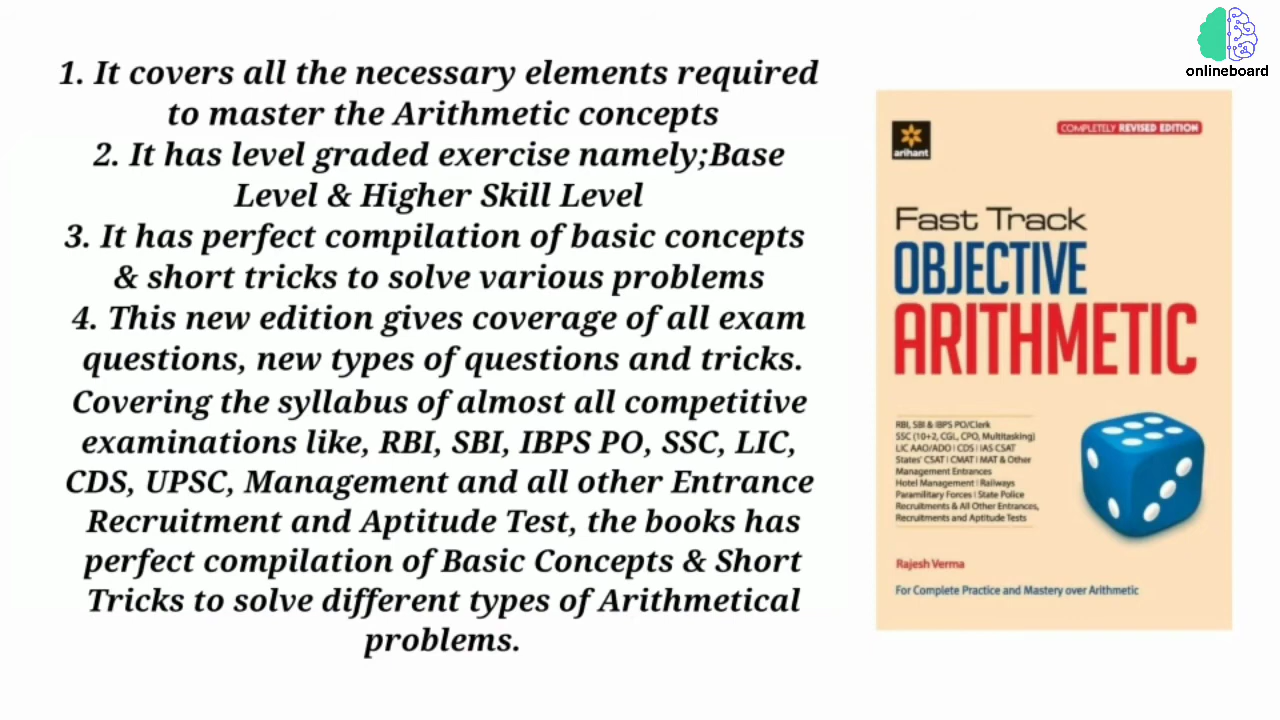 1. It covers all the necessary elements required
to master the Arithmetic concepts
2. It has level graded exercise namely;Base
Level & Higher Skill Level
3. It has perfect compilation of basic concepts
& short tricks to solve various problems
4. This new edition gives coverage of all exam
questions, new types of questions and tricks.
Covering the syllabus of almost all competitive
examinations like, RBI, SBI, IBPS PO, SSC, LIC,
CDS, UPSC, Management and all other Entrance
Recruitment and Aptitude Test, the books has
perfect compilation of Basic Concepts & Short
Tricks to solve different types of Arithmetical
problems.
onlineboard
arihant
COMPLETELY REVISED EDITION
Fast Track
OBJECTIVE
ARITHMETIC
RBI, SBI & IBPS PO/Clerk
SSC (10+2, CGL, CPO, Multitasking)
LIC AAO/ADO | CDS | IAS CSAT
States' CSAT | CMAT | MAT & Other
Management Entrances
Hotel Management | Railways
Paramilitary Forces | State Police
Recruitments & All Other Entrances,
Recruitments and Aptitude Tests
Rajesh Verma
For Complete Practice and Mastery over Arithmetic